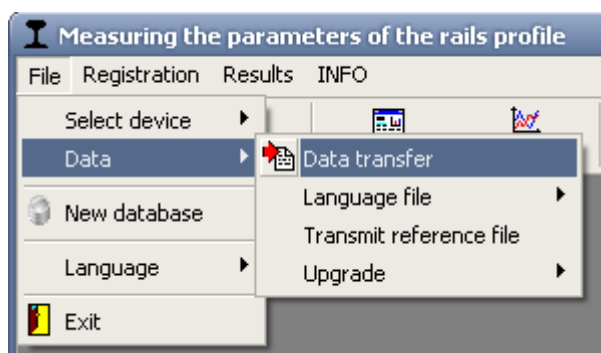 Measuring the parameters of the rails profile
File Registration Results INFO
Select device
Data
New database
Language
Exit
Data transfer
Language file
Transmit reference file
Upgrade